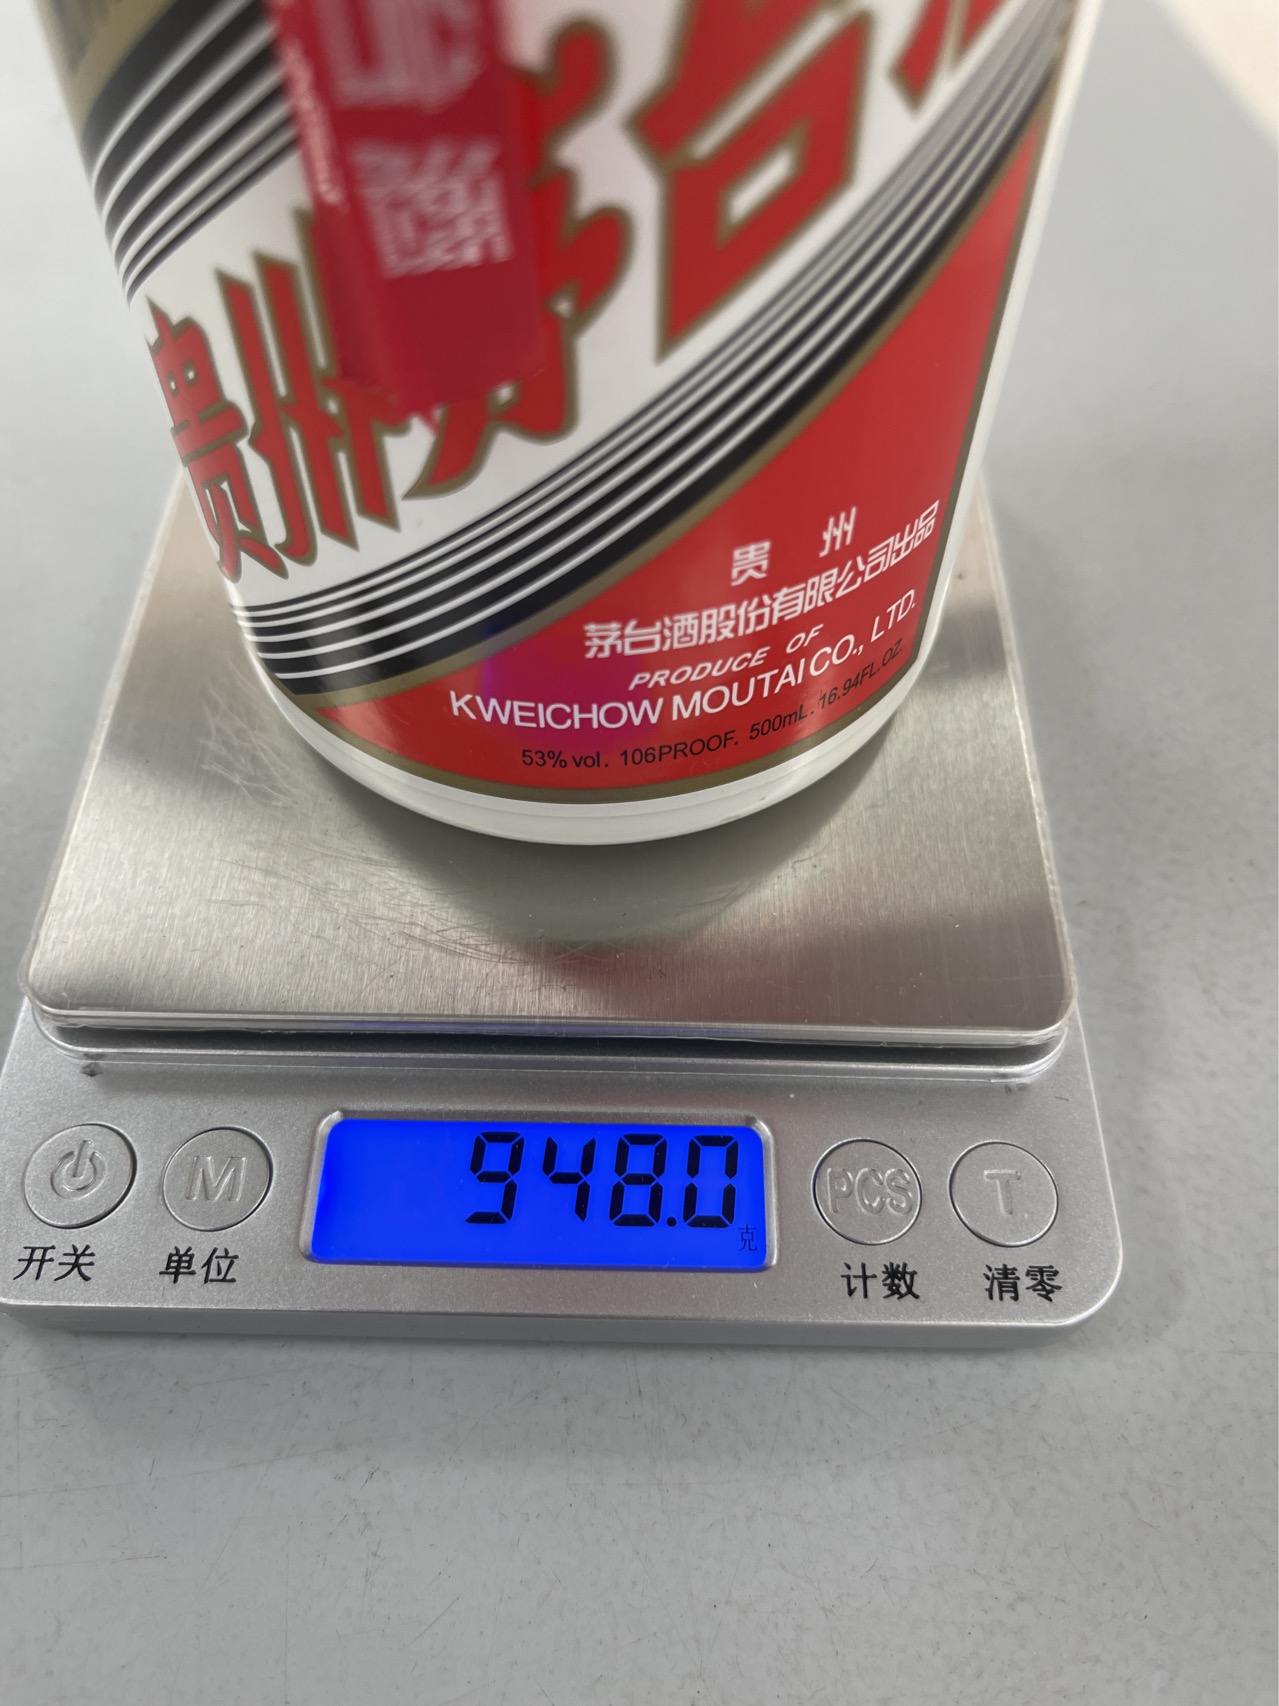 贵州茅台
贵 州
茅台酒股份有限公司出品
PRODUCE OF
KWEICHOW MOUTAI CO., LTD.
53% vol. 106PROOF. 500mL. 16.94FL.OZ.
948.0
克
M
PCS
T
开关
单位
计数
清零